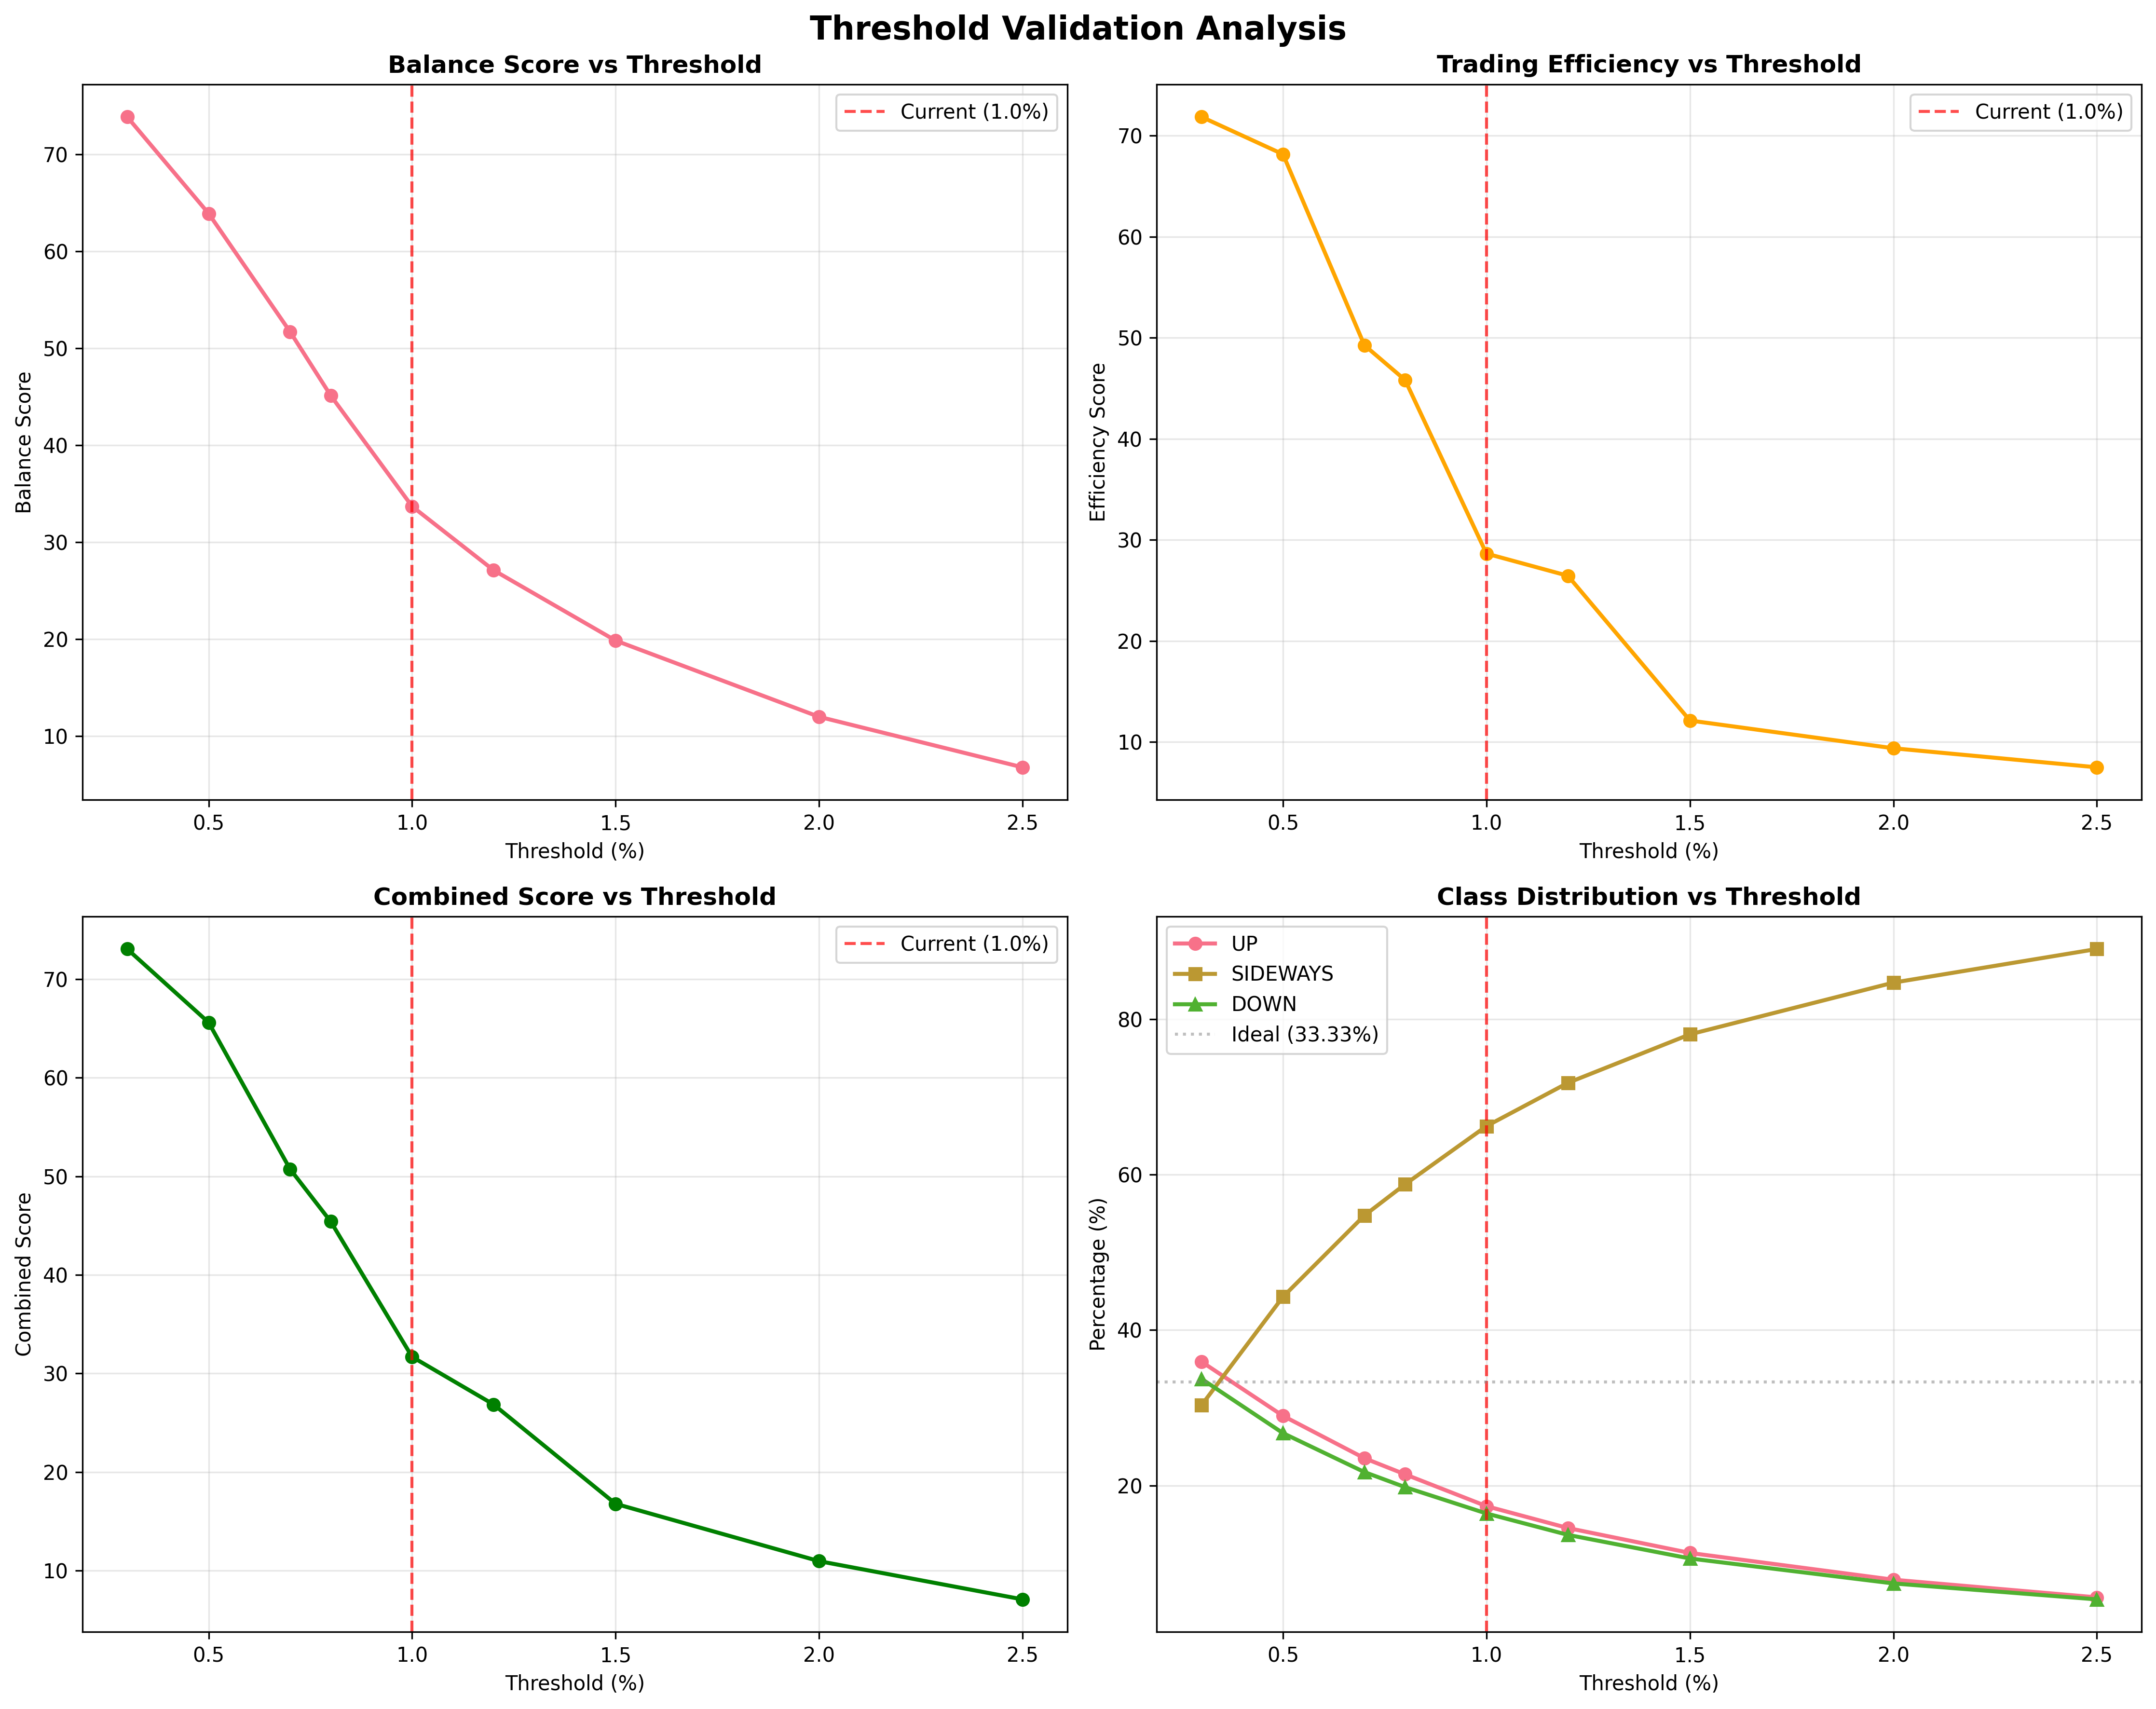 Threshold Validation Analysis
Balance Score vs Threshold
Current (1.0%)
70
60
50
40
30
20
10
Balance Score
0.5
1.0
1.5
2.0
2.5
Threshold (%)
Trading Efficiency vs Threshold
Current (1.0%)
70
60
50
40
30
20
10
Efficiency Score
0.5
1.0
1.5
2.0
2.5
Threshold (%)
Combined Score vs Threshold
Current (1.0%)
70
60
50
40
30
20
10
Combined Score
0.5
1.0
1.5
2.0
2.5
Threshold (%)
Class Distribution vs Threshold
UP
SIDEWAYS
DOWN
Ideal (33.33%)
80
60
40
20
Percentage (%)
0.5
1.0
1.5
2.0
2.5
Threshold (%)